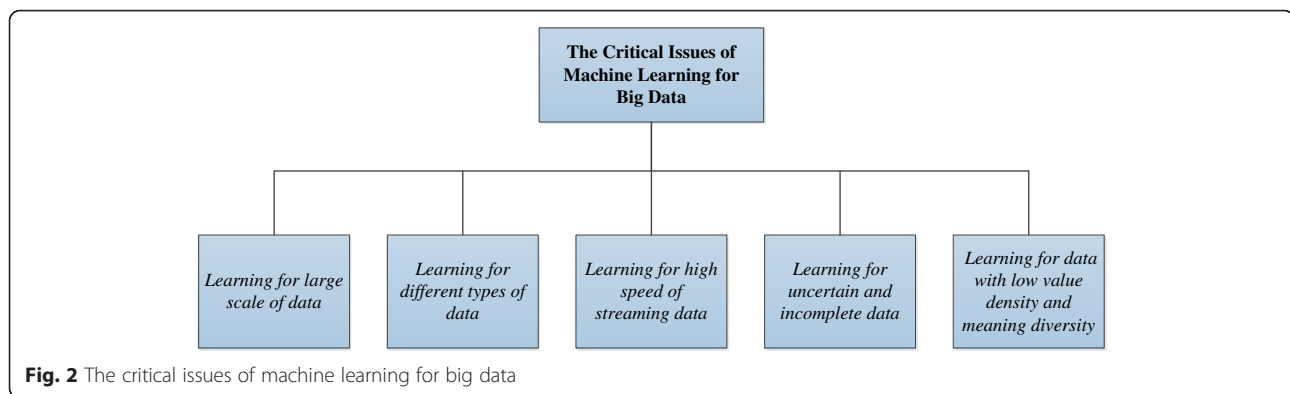 The Critical Issues of
Machine Learning for
Big Data
Learning for large
scale of data
Learning for
different types of
data
Learning for high
speed of
streaming data
Learning for
uncertain and
incomplete data
Learning for data
with low value
density and
meaning diversity
Fig. 2 The critical issues of machine learning for big data